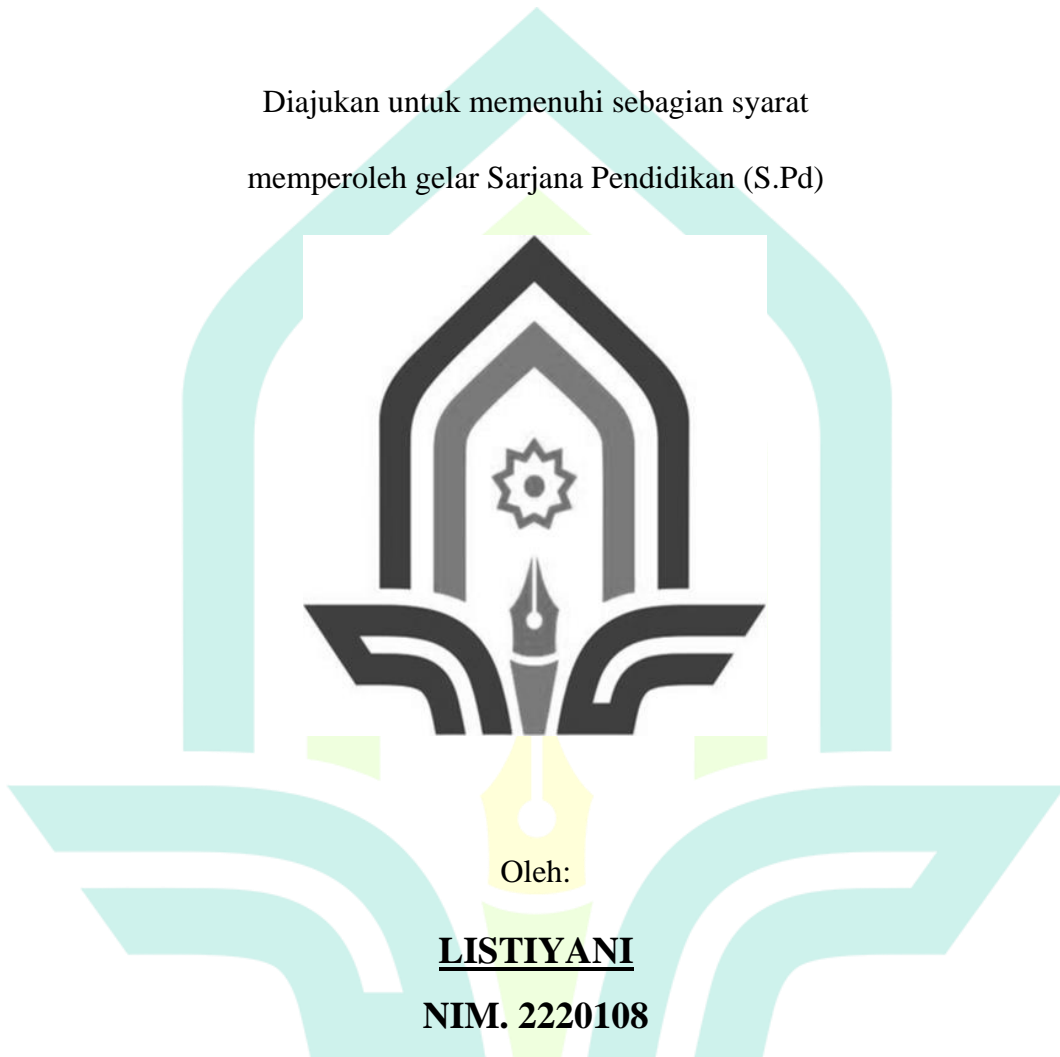 Diajukan untuk memenuhi sebagian syarat
memperoleh gelar Sarjana Pendidikan (S.Pd)
Oleh:
LISTIYANI
NIM. 2220108